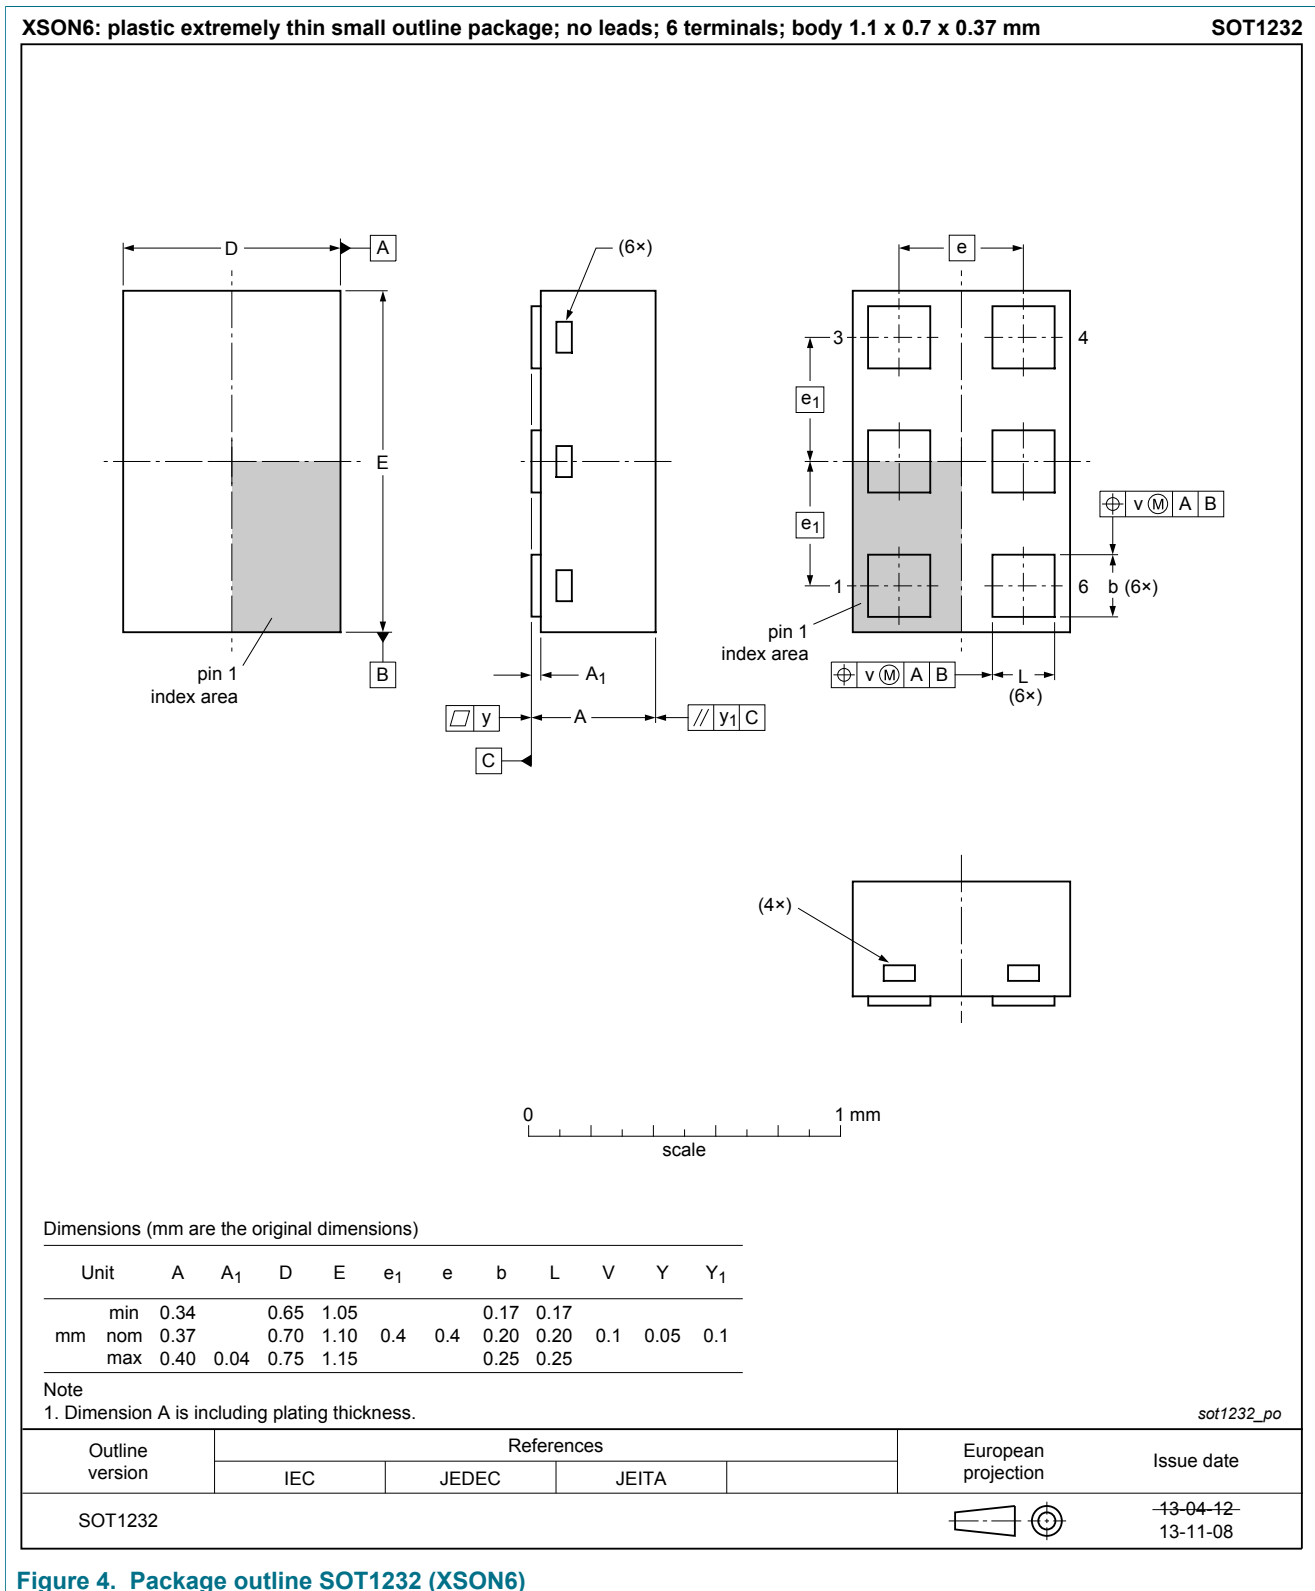 XSON6: plastic extremely thin small outline package; no leads; 6 terminals; body 1.1 x 0.7 x 0.37 mm SOT1232
D A (6×) e
3 4
e1
E
e1
v M A B
1 6 b (6×)
pin 1
index area
pin 1
index area
B A1 v M A B L
(6×)
y A // y1 C
C
(4×)
0 1 mm
scale
Dimensions (mm are the original dimensions)
Unit A A1 D E e1 e b L V Y Y1
min 0.34 0.65 1.05 0.17 0.17
mm nom 0.37 0.70 1.10 0.4 0.4 0.20 0.20 0.1 0.05 0.1
max 0.40 0.04 0.75 1.15 0.25 0.25
Note
1. Dimension A is including plating thickness. sot1232_po
Outline
version
References
IEC JEDEC JEITA
European
projection
Issue date
SOT1232
13-04-12
13-11-08
Figure 4. Package outline SOT1232 (XSON6)